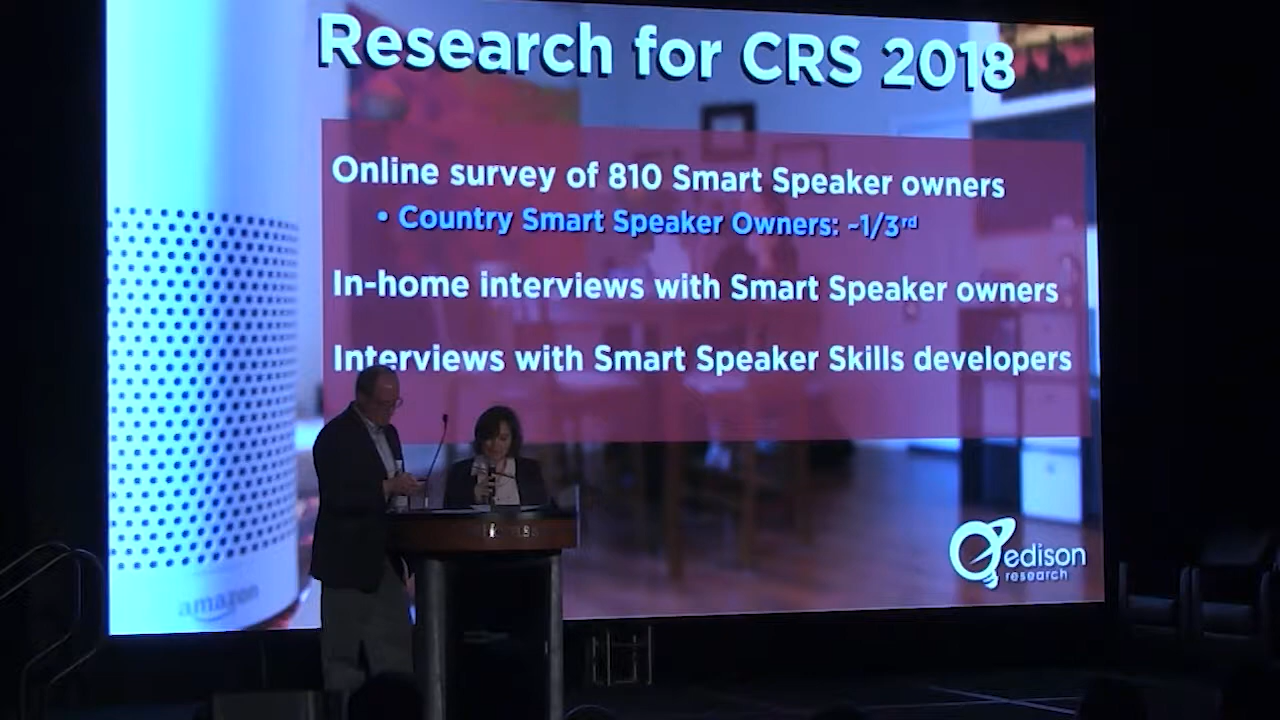 Research for CRS 2018
Online survey of 810 Smart Speaker owners
• Country Smart Speaker Owners: ~1/3rd
In-home interviews with Smart Speaker owners
Interviews with Smart Speaker Skills developers
edison
research
amazon